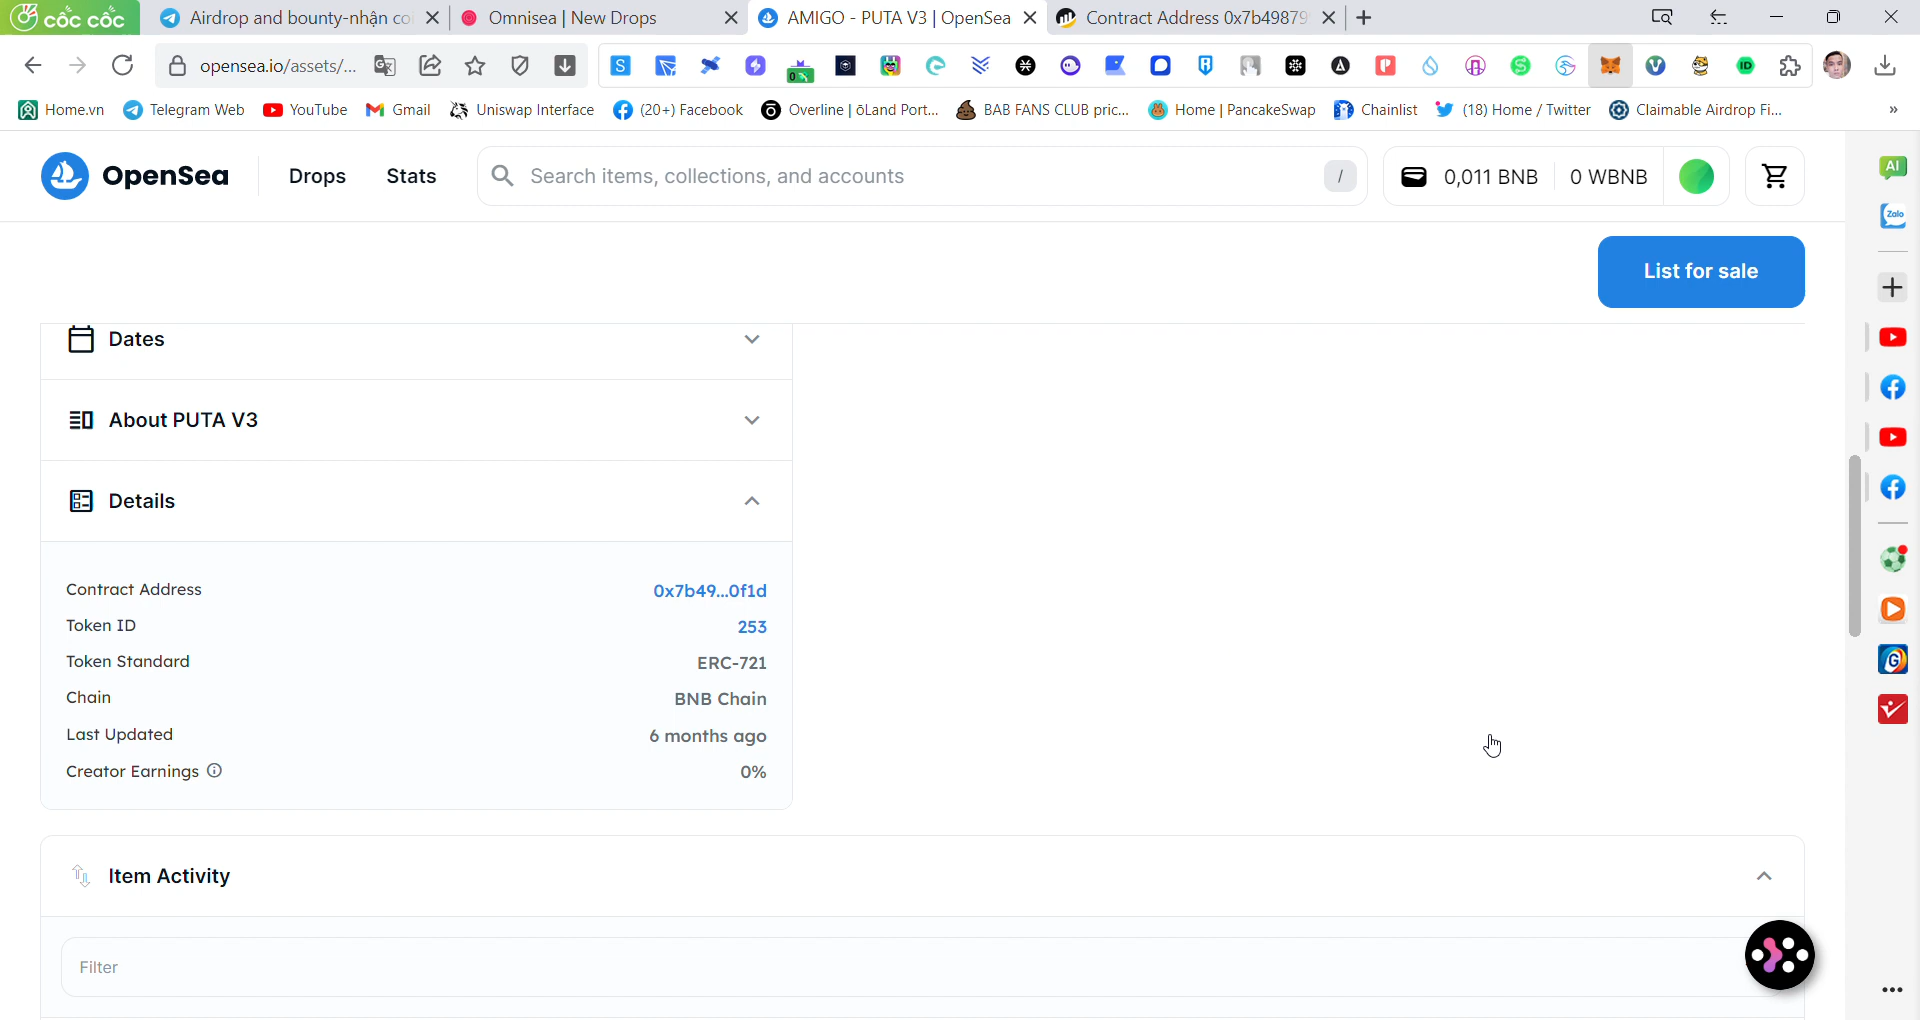 cốc cốc
Airdrop and bounty-nhận co
Omnisea | New Drops
AMIGO - PUTA V3 | OpenSea
Contract Address 0x7b49879
opensea.io/assets/...
0
ID
Home.vn
Telegram Web
YouTube
Gmail
Uniswap Interface
(20+) Facebook
Overline | ōLand Port...
BAB FANS CLUB pric...
Home | PancakeSwap
Chainlist
(18) Home / Twitter
Claimable Airdrop Fi...
»
OpenSea
Drops
Stats
Search items, collections, and accounts
/
0,011 BNB
0 WBNB
AI
Zalo
List for sale
Dates
About PUTA V3
Details
Contract Address
0x7b49...0f1d
Token ID
253
Token Standard
ERC-721
Chain
BNB Chain
Last Updated
6 months ago
Creator Earnings
0%
Item Activity
Filter